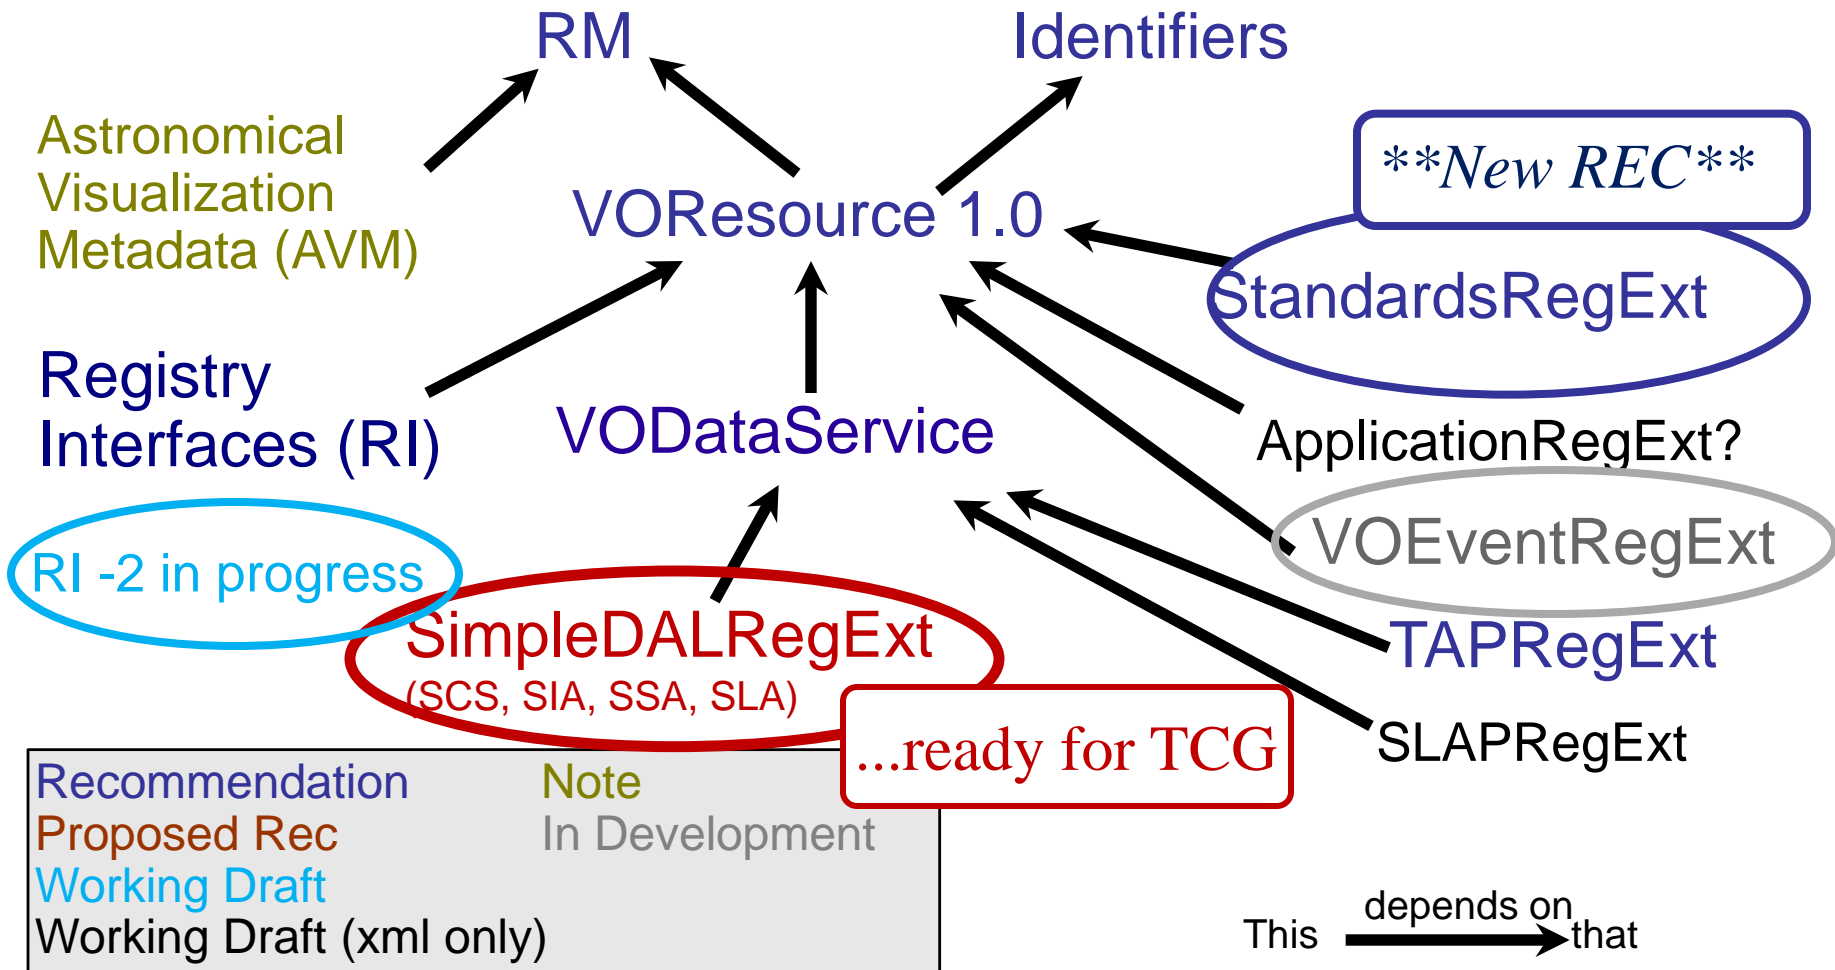 RM
Identifiers
Astronomical
Visualization
Metadata (AVM)
**New REC**
VOResource 1.0
StandardsRegExt
Registry
Interfaces (RI)
VODataService
ApplicationRegExt?
VOEventRegExt
RI -2 in progress
SimpleDALRegExt
(SCS, SIA, SSA, SLA)
TAPRegExt
...ready for TCG
SLAPRegExt
Recommendation
Note
Proposed Rec
In Development
Working Draft
Working Draft (xml only)
depends on
This
that